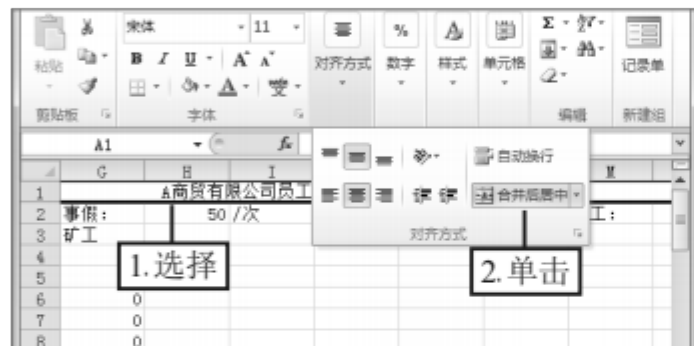 宋体 11 % Σ
B I U A A
粘贴 对齐方式 数字 样式 单元格 记录单
A wén
剪贴板 字体 编辑 新建组
A1 fx
自动换行
G H I M
1 A商贸有限公司员工
合并后居中
2 事假: 50 /次 工:
3 矿工
对齐方式
4
1.选择 2.单击
5
6 0
7 0
8 0